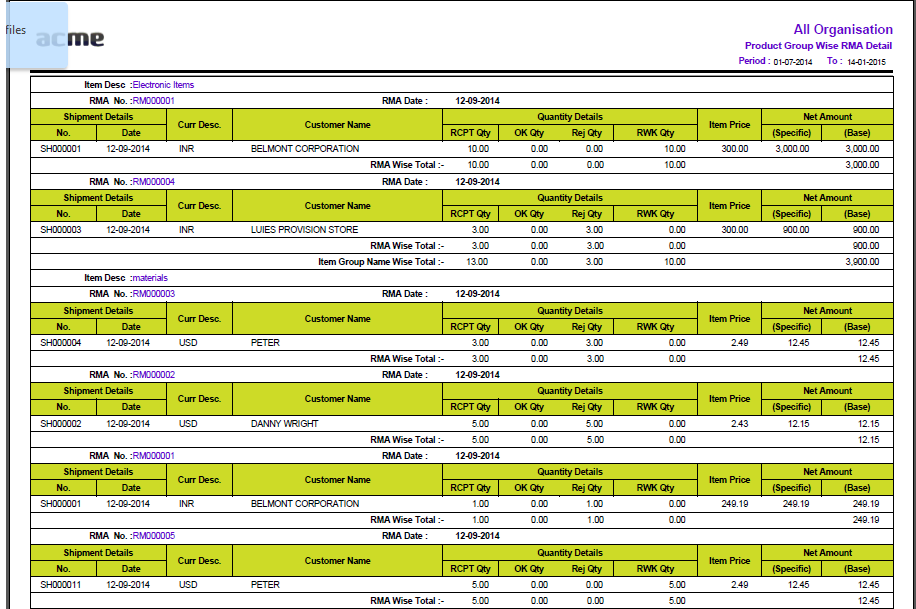 files
acme
All Organisation
Product Group Wise RMA Detail
Period : 01-07-2014 To : 14-01-2015
Item Desc :Electronic Items
RMA No. :RM000001 RMA Date : 12-09-2014
Shipment Details Curr Desc. Customer Name Quantity Details Item Price Net Amount
No. Date RCPT Qty OK Qty Rej Qty RWK Qty (Specific) (Base)
SH000001 12-09-2014 INR BELMONT CORPORATION 10.00 0.00 0.00 10.00 300.00 3,000.00 3,000.00
RMA Wise Total :- 10.00 0.00 0.00 10.00 3,000.00
RMA No. :RM000004 RMA Date : 12-09-2014
Shipment Details Curr Desc. Customer Name Quantity Details Item Price Net Amount
No. Date RCPT Qty OK Qty Rej Qty RWK Qty (Specific) (Base)
SH000003 12-09-2014 INR LUIES PROVISION STORE 3.00 0.00 3.00 0.00 300.00 900.00 900.00
RMA Wise Total :- 3.00 0.00 3.00 0.00 900.00
Item Group Name Wise Total :- 13.00 0.00 3.00 10.00 3,900.00
Item Desc :materials
RMA No. :RM000003 RMA Date : 12-09-2014
Shipment Details Curr Desc. Customer Name Quantity Details Item Price Net Amount
No. Date RCPT Qty OK Qty Rej Qty RWK Qty (Specific) (Base)
SH000004 12-09-2014 USD PETER 3.00 0.00 3.00 0.00 2.49 12.45 12.45
RMA Wise Total :- 3.00 0.00 3.00 0.00 12.45
RMA No. :RM000002 RMA Date : 12-09-2014
Shipment Details Curr Desc. Customer Name Quantity Details Item Price Net Amount
No. Date RCPT Qty OK Qty Rej Qty RWK Qty (Specific) (Base)
SH000002 12-09-2014 USD DANNY WRIGHT 5.00 0.00 5.00 0.00 2.43 12.15 12.15
RMA Wise Total :- 5.00 0.00 5.00 0.00 12.15
RMA No. :RM000001 RMA Date : 12-09-2014
Shipment Details Curr Desc. Customer Name Quantity Details Item Price Net Amount
No. Date RCPT Qty OK Qty Rej Qty RWK Qty (Specific) (Base)
SH000001 12-09-2014 INR BELMONT CORPORATION 1.00 0.00 1.00 0.00 249.19 249.19 249.19
RMA Wise Total :- 1.00 0.00 1.00 0.00 249.19
RMA No. :RM000005 RMA Date : 12-09-2014
Shipment Details Curr Desc. Customer Name Quantity Details Item Price Net Amount
No. Date RCPT Qty OK Qty Rej Qty RWK Qty (Specific) (Base)
SH000011 12-09-2014 USD PETER 5.00 0.00 0.00 5.00 2.49 12.45 12.45
RMA Wise Total :- 5.00 0.00 0.00 5.00 12.45